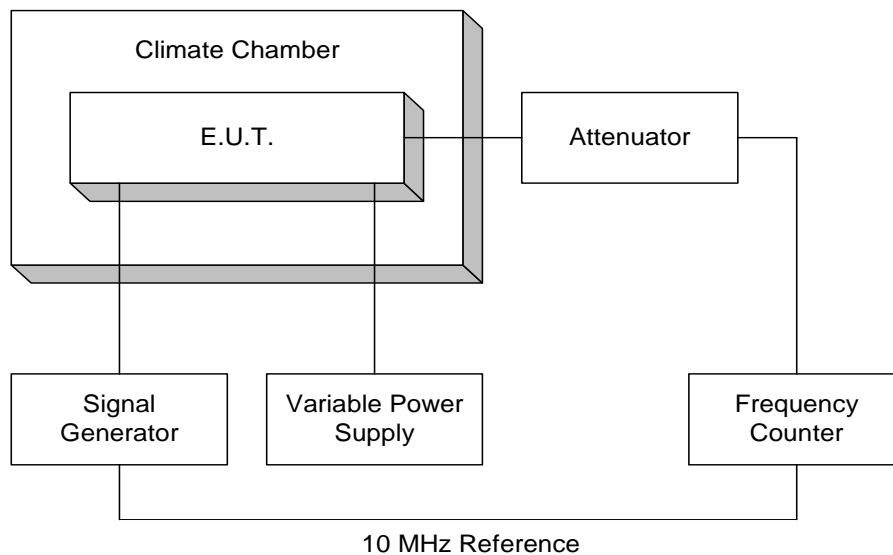 Climate Chamber
E.U.T.
Attenuator
Signal
Generator
Variable Power
Supply
Frequency
Counter
10 MHz Reference